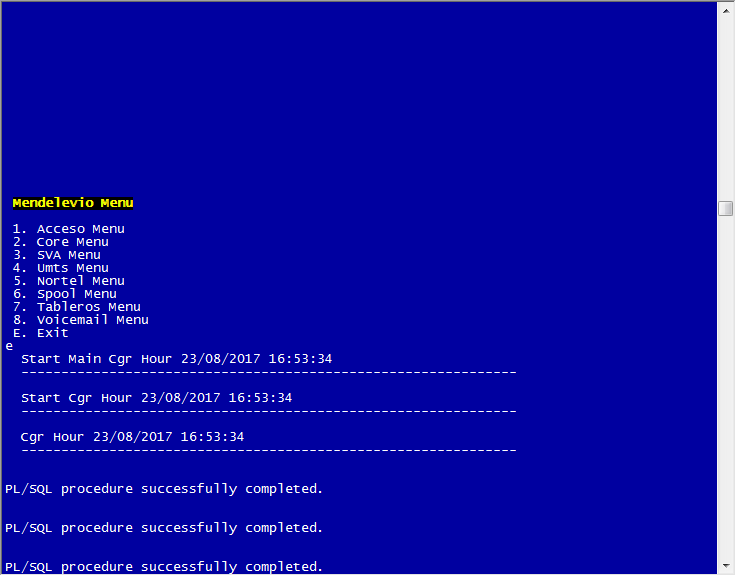 Mendelevio Menu
1. Acceso Menu
2. Core Menu
3. SVA Menu
4. Umts Menu
5. Nortel Menu
6. Spool Menu
7. Tableros Menu
8. Voicemail Menu
E. Exit
e
Start Main Cgr Hour 23/08/2017 16:53:34
--------------------------------------------------------------
Start Cgr Hour 23/08/2017 16:53:34
--------------------------------------------------------------
Cgr Hour 23/08/2017 16:53:34
--------------------------------------------------------------
PL/SQL procedure successfully completed.
PL/SQL procedure successfully completed.
PL/SQL procedure successfully completed.